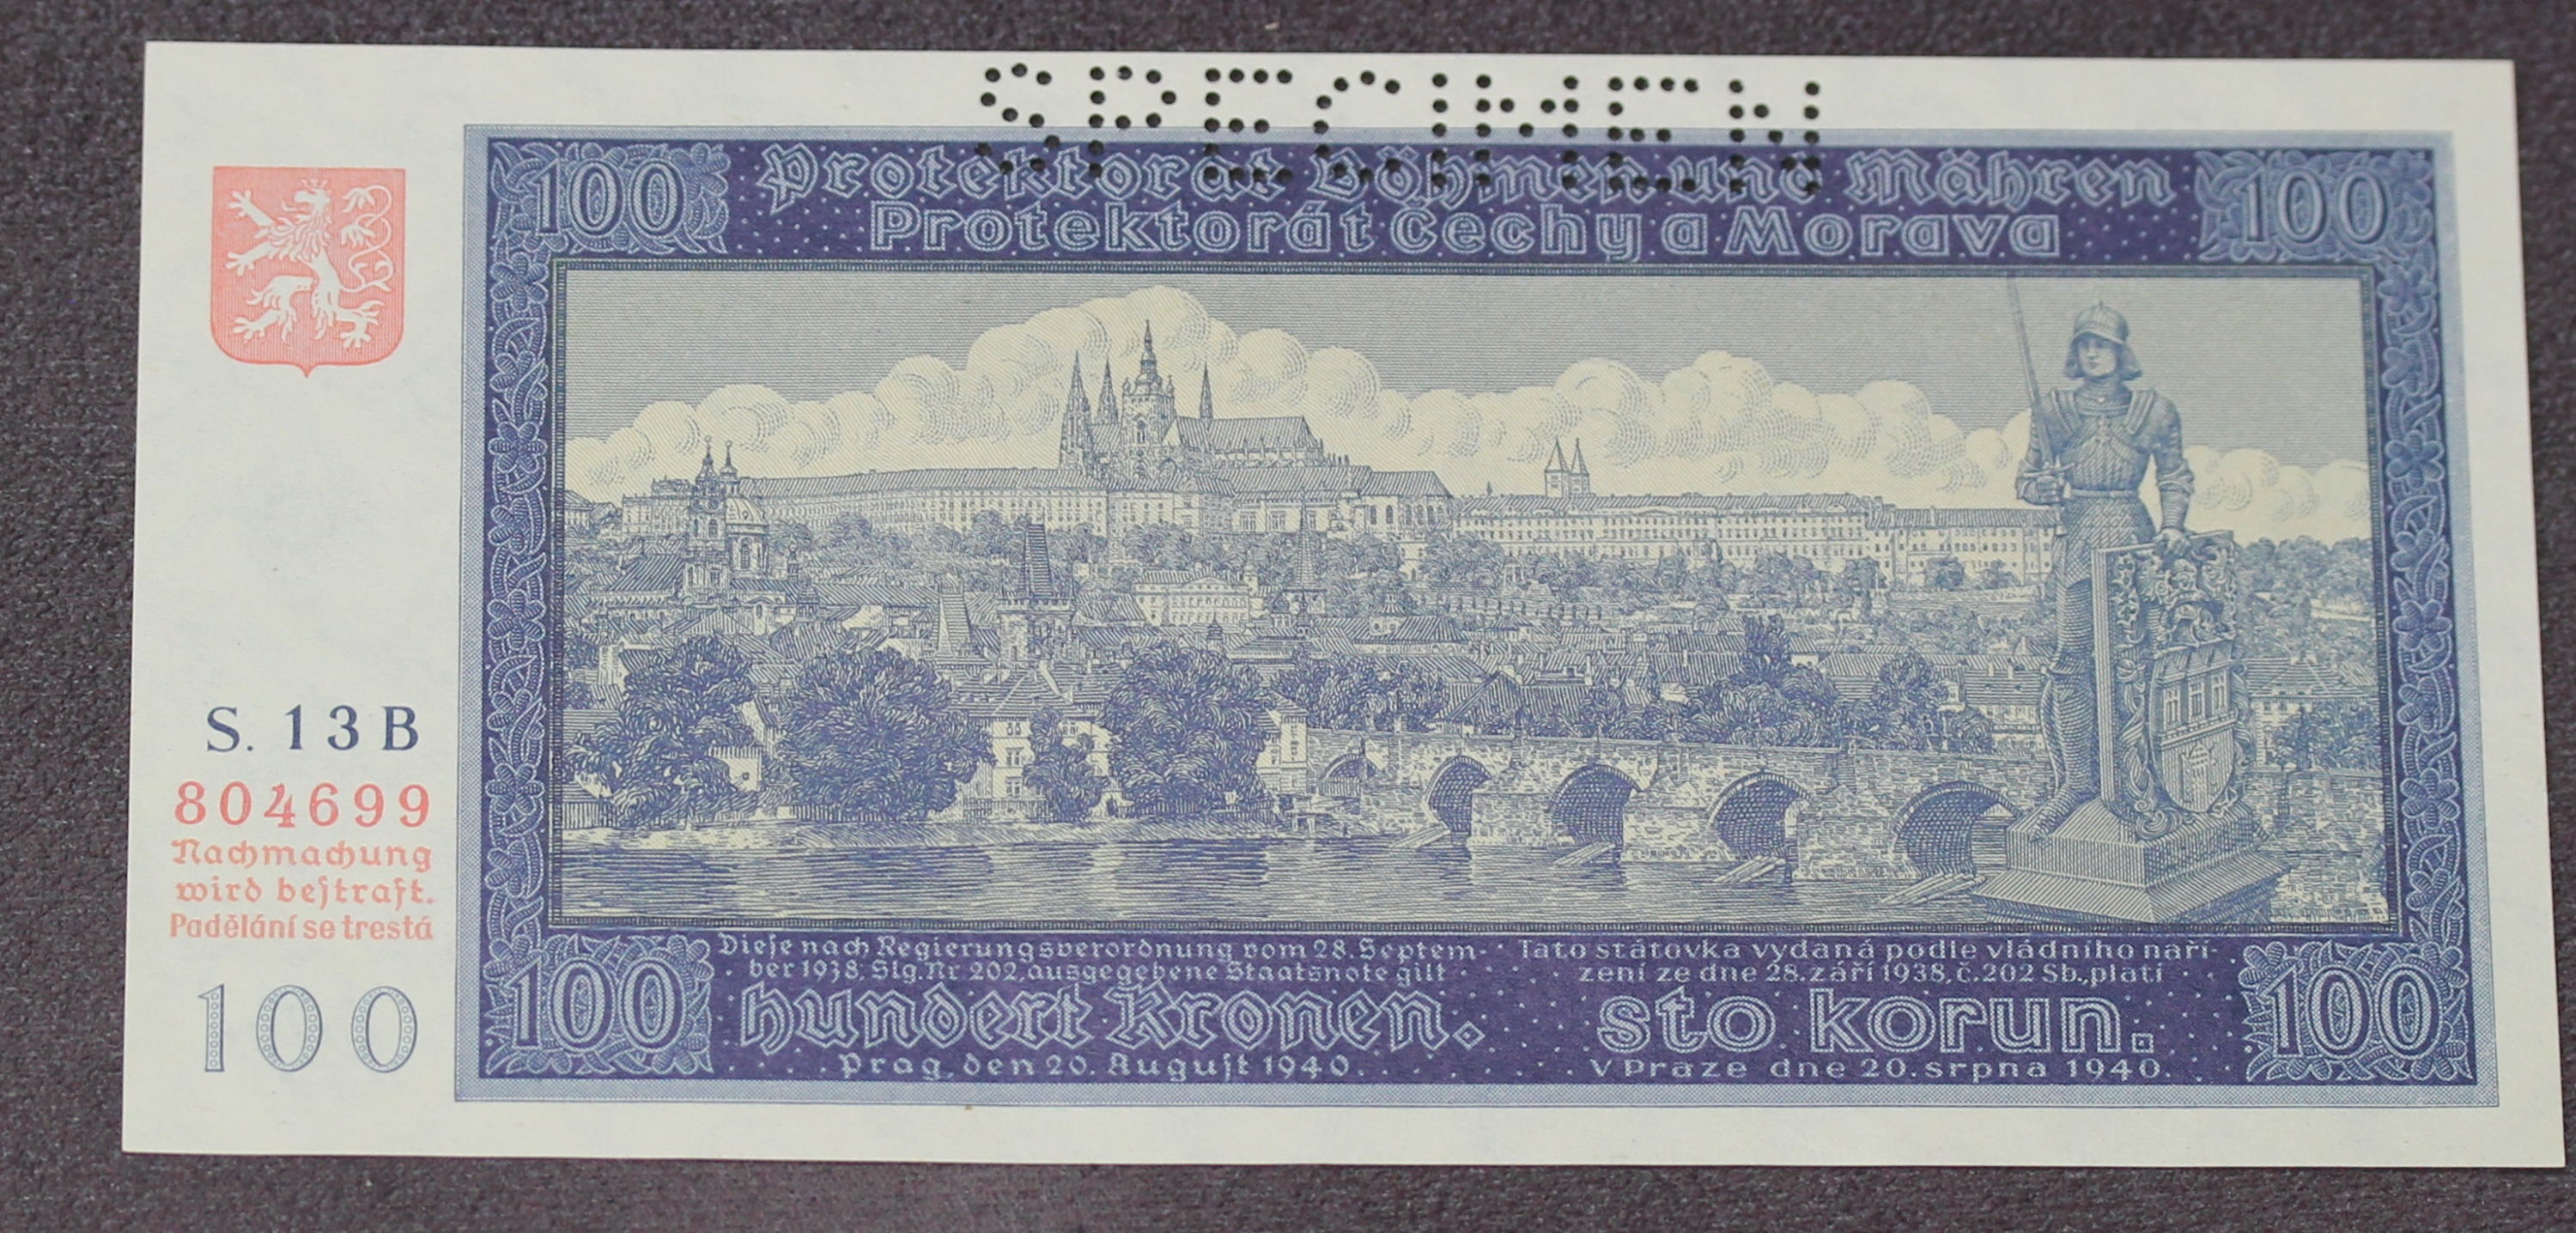 SPECIMEN
100 Protektorat Böhmen und Mähren 100
Protektorát Čechy a Morava
S. 13 B
804699
Nachmachung
wird bestraft.
Padělání se trestá
100
Diese nach Regierungsverordnung vom 28. Septem-
ber 1938, Slg. Nr 202, ausgegebene Staatsnote gilt
100 hundert Kronen.
Prag, den 20. August 1940.
Tato státovka vydaná podle vládního naří-
zení ze dne 28. září 1938, č. 202 Sb., platí
sto korun. 100
V Praze dne 20. srpna 1940.